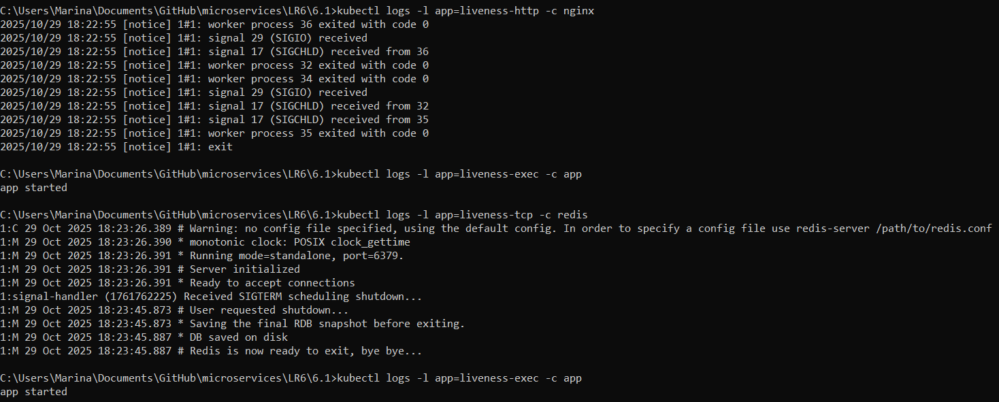 C:\Users\Marina\Documents\GitHub\microservices\LR6\6.1>kubectl logs -l app=liveness-http -c nginx
2025/10/29 18:22:55 [notice] 1#1: worker process 36 exited with code 0
2025/10/29 18:22:55 [notice] 1#1: signal 29 (SIGIO) received
2025/10/29 18:22:55 [notice] 1#1: signal 17 (SIGCHLD) received from 36
2025/10/29 18:22:55 [notice] 1#1: worker process 32 exited with code 0
2025/10/29 18:22:55 [notice] 1#1: worker process 34 exited with code 0
2025/10/29 18:22:55 [notice] 1#1: signal 29 (SIGIO) received
2025/10/29 18:22:55 [notice] 1#1: signal 17 (SIGCHLD) received from 32
2025/10/29 18:22:55 [notice] 1#1: signal 17 (SIGCHLD) received from 35
2025/10/29 18:22:55 [notice] 1#1: worker process 35 exited with code 0
2025/10/29 18:22:55 [notice] 1#1: exit
C:\Users\Marina\Documents\GitHub\microservices\LR6\6.1>kubectl logs -l app=liveness-exec -c app
app started
C:\Users\Marina\Documents\GitHub\microservices\LR6\6.1>kubectl logs -l app=liveness-tcp -c redis
1:C 29 Oct 2025 18:23:26.389 # Warning: no config file specified, using the default config. In order to specify a config file use redis-server /path/to/redis.conf
1:M 29 Oct 2025 18:23:26.390 * monotonic clock: POSIX clock_gettime
1:M 29 Oct 2025 18:23:26.391 * Running mode=standalone, port=6379.
1:M 29 Oct 2025 18:23:26.391 # Server initialized
1:M 29 Oct 2025 18:23:26.391 * Ready to accept connections
1:signal-handler (1761762225) Received SIGTERM scheduling shutdown...
1:M 29 Oct 2025 18:23:45.873 # User requested shutdown...
1:M 29 Oct 2025 18:23:45.873 * Saving the final RDB snapshot before exiting.
1:M 29 Oct 2025 18:23:45.887 * DB saved on disk
1:M 29 Oct 2025 18:23:45.887 # Redis is now ready to exit, bye bye...
C:\Users\Marina\Documents\GitHub\microservices\LR6\6.1>kubectl logs -l app=liveness-exec -c app
app started